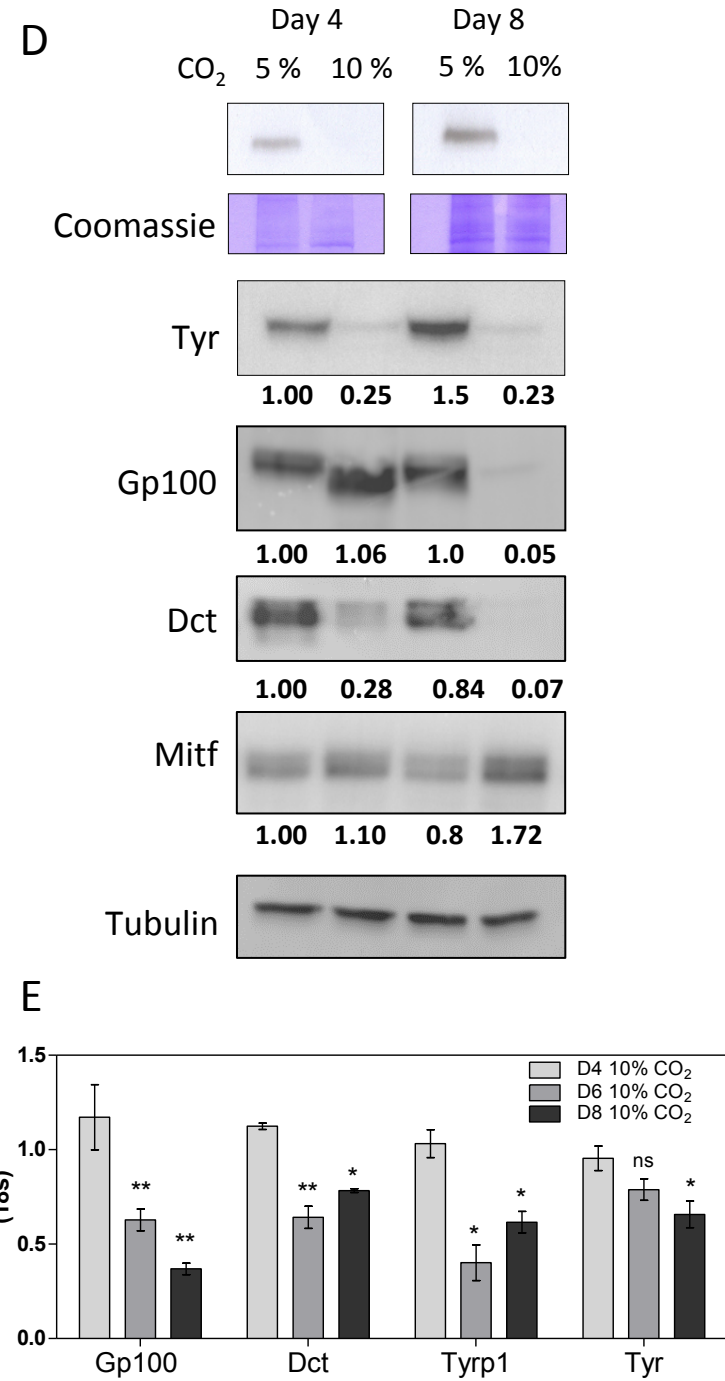 D
Day 4 Day 8
CO₂ 5 % 10 % 5 % 10%
Coomassie
Tyr
1.00 0.25 1.5 0.23
Gp100
1.00 1.06 1.0 0.05
Dct
1.00 0.28 0.84 0.07
Mitf
1.00 1.10 0.8 1.72
Tubulin
E
1.5
1.0
0.5
0.0
(18s)
D4 10% CO₂
D6 10% CO₂
D8 10% CO₂
** **
** *
* *
ns *
Gp100 Dct Tyrp1 Tyr